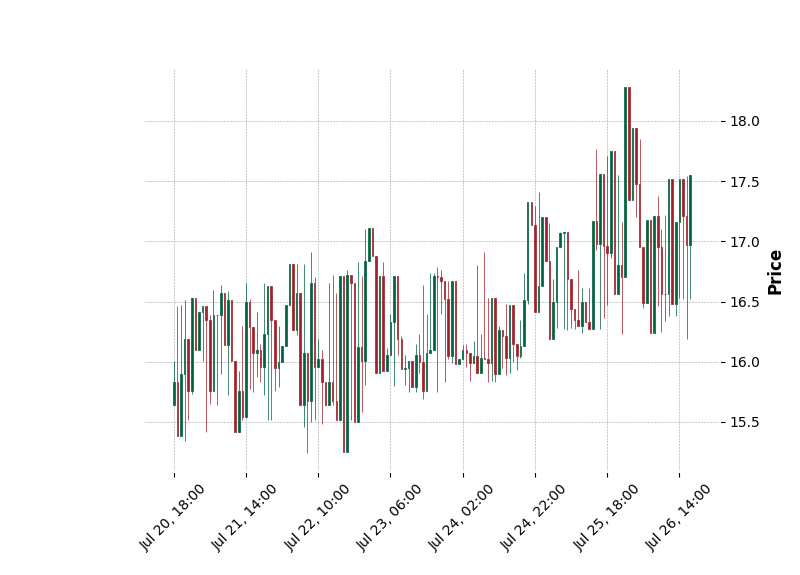 18.0
17.5
17.0
16.5
16.0
15.5
Price
Jul 20, 18:00
Jul 21, 14:00
Jul 22, 10:00
Jul 23, 06:00
Jul 24, 02:00
Jul 24, 22:00
Jul 25, 18:00
Jul 26, 14:00